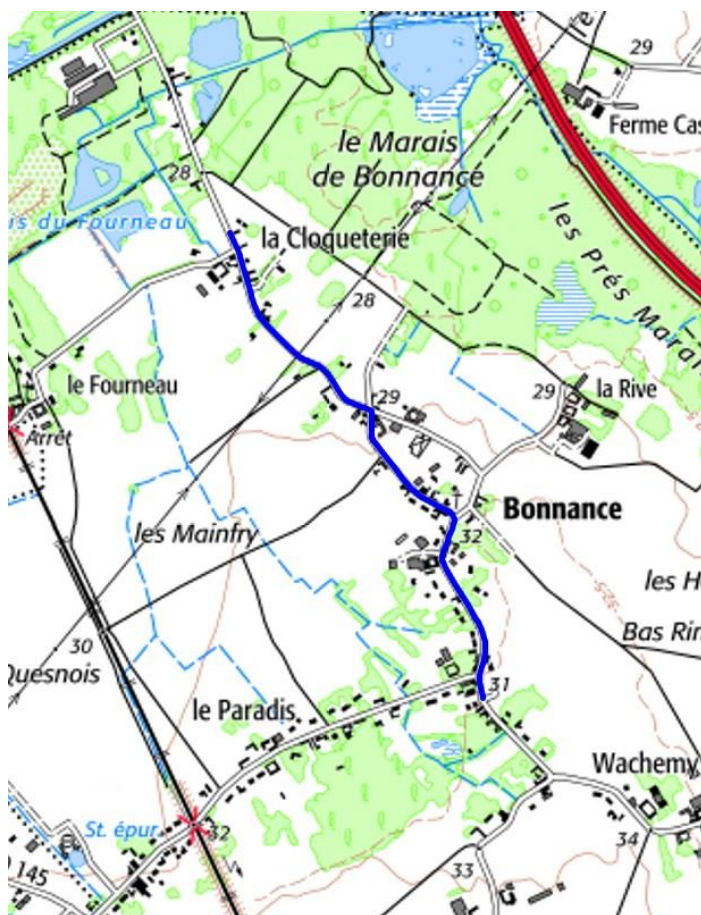 29
Ferme Cas
le Marais
de Bonnance
28
is du Fourneau
la Cloqueterie
les Prés Marai
28
le Fourneau
29
29
la Rive
Arrêt
Bonnance
les Mainfry
32
les H
30
Bas Rin
Quesnois
31
le Paradis
Wachemy
St. épur.
32
34
33
145